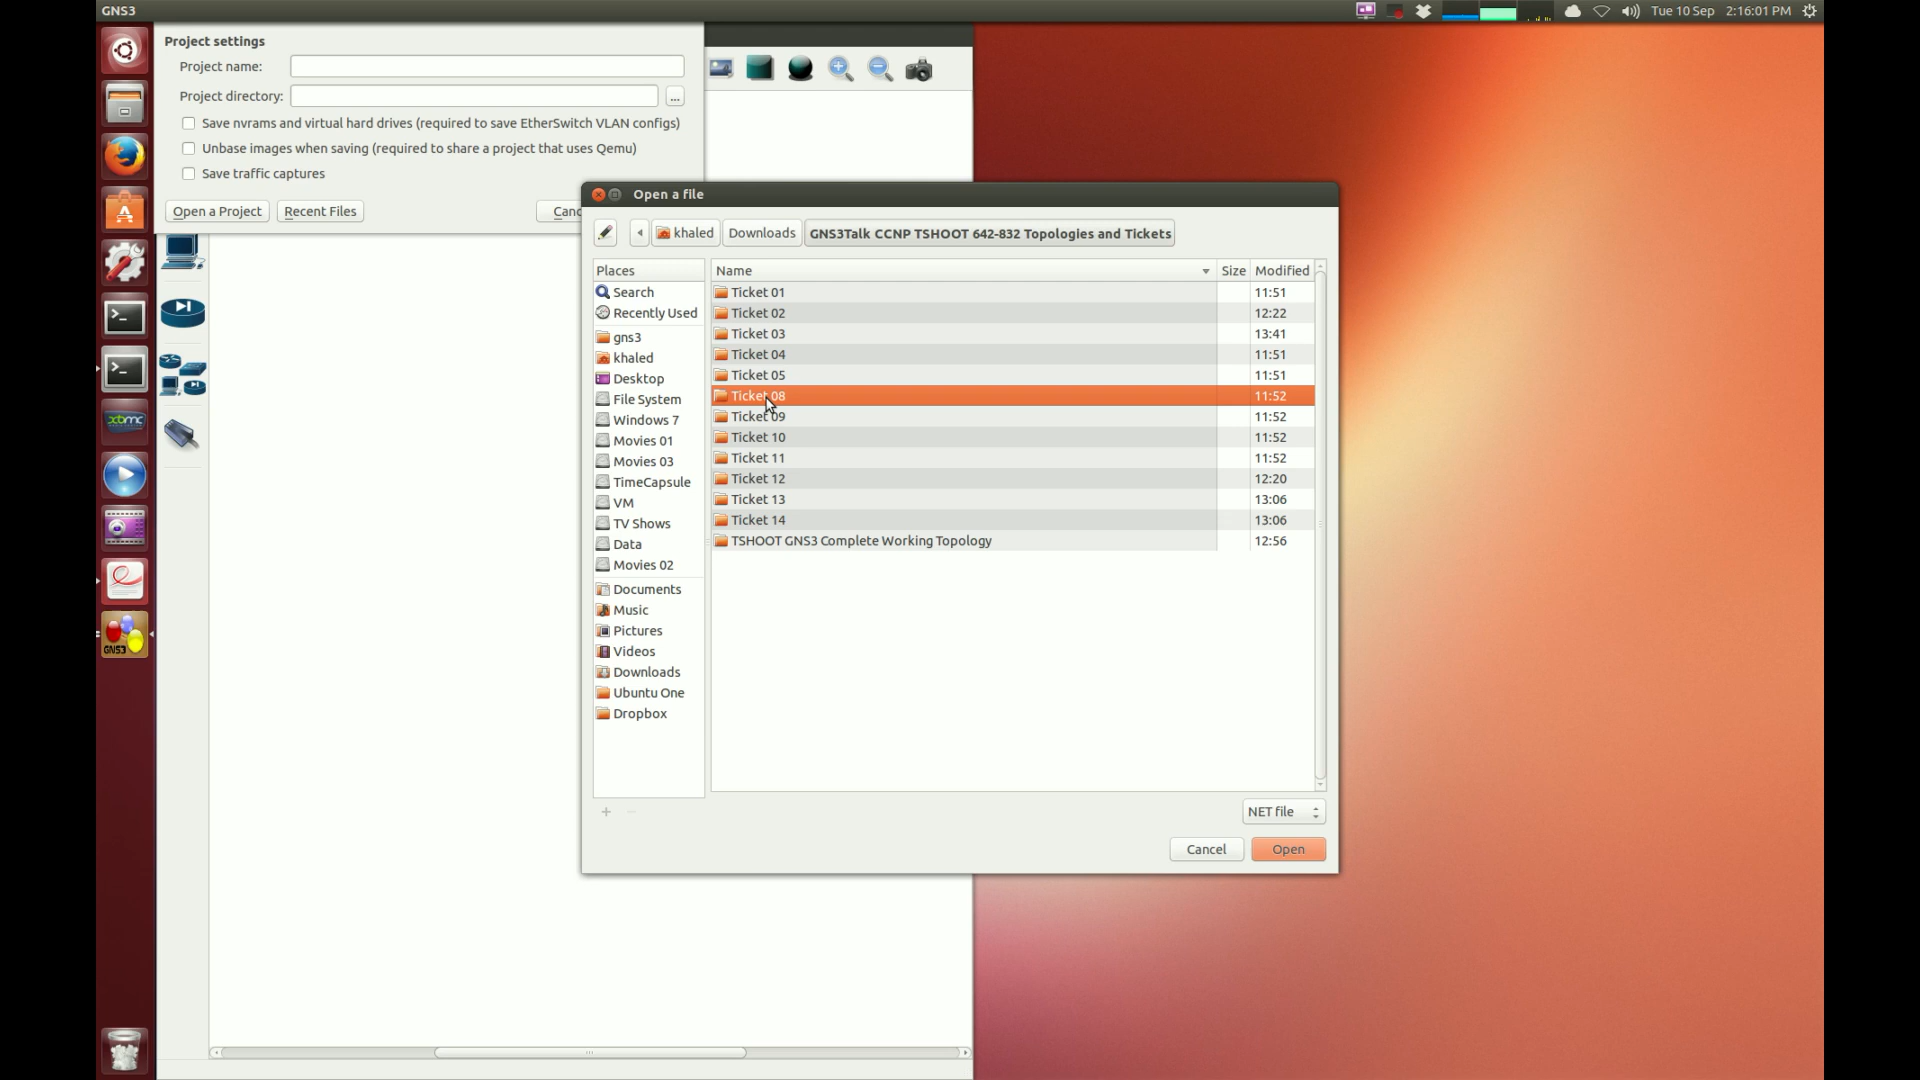 GNS3
Tue 10 Sep 2:16:01 PM
Project settings
Project name:
Project directory:
...
Save nvrams and virtual hard drives (required to save EtherSwitch VLAN configs)
Unbase images when saving (required to share a project that uses Qemu)
Save traffic captures
Open a Project
Recent Files
Canc
Open a file
khaled
Downloads
GNS3Talk CCNP TSHOOT 642-832 Topologies and Tickets
Places
Search
Recently Used
gns3
khaled
Desktop
File System
Windows 7
Movies 01
Movies 03
TimeCapsule
VM
TV Shows
Data
Movies 02
Documents
Music
Pictures
Videos
Downloads
Ubuntu One
Dropbox
Name Size Modified
Ticket 01 11:51
Ticket 02 12:22
Ticket 03 13:41
Ticket 04 11:51
Ticket 05 11:51
Ticket 08 11:52
Ticket 09 11:52
Ticket 10 11:52
Ticket 11 11:52
Ticket 12 12:20
Ticket 13 13:06
Ticket 14 13:06
TSHOOT GNS3 Complete Working Topology 12:56
NET file
Cancel
Open
xbmc
GNS3